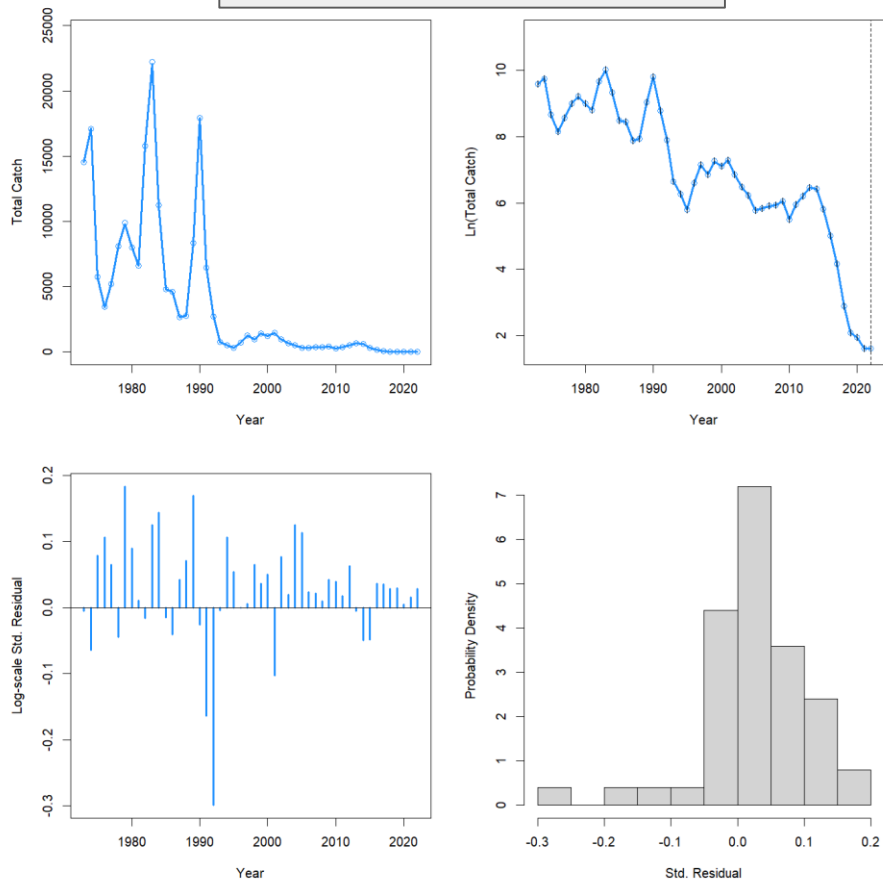 25000
20000
15000
10000
5000
0
Total Catch
1980 1990 2000 2010 2020
Year
10
8
6
4
2
Ln(Total Catch)
1980 1990 2000 2010 2020
Year
0.2
0.1
0.0
-0.1
-0.2
-0.3
Log-scale Std. Residual
1980 1990 2000 2010 2020
Year
7
6
5
4
3
2
1
0
Probability Density
-0.3 -0.2 -0.1 0.0 0.1 0.2
Std. Residual